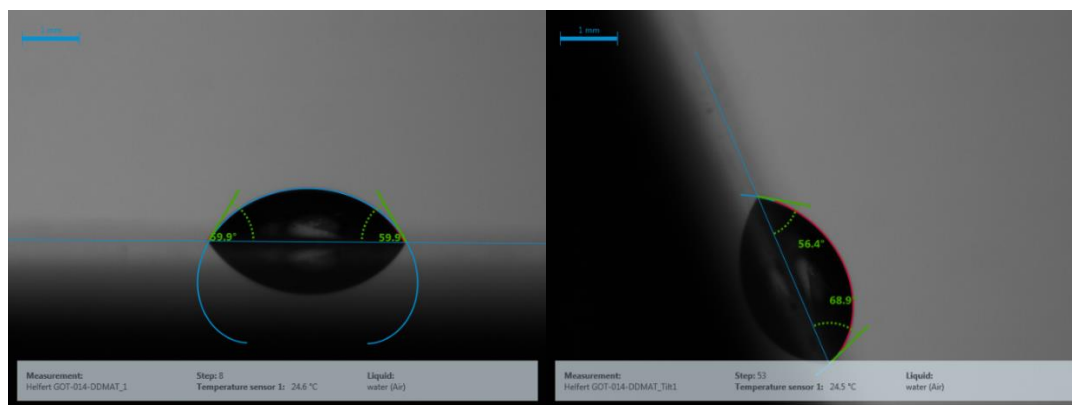 1 mm
59.9°
59.9
Measurement:
Helfert GOT-014-DDMAT_1
Step: 8
Temperature sensor 1: 24.6 °C
Liquid:
water (Air)
1 mm
56.4°
68.9
Measurement:
Helfert GOT-014-DDMAT_Tilt1
Step: 53
Temperature sensor 1: 24.5 °C
Liquid:
water (Air)